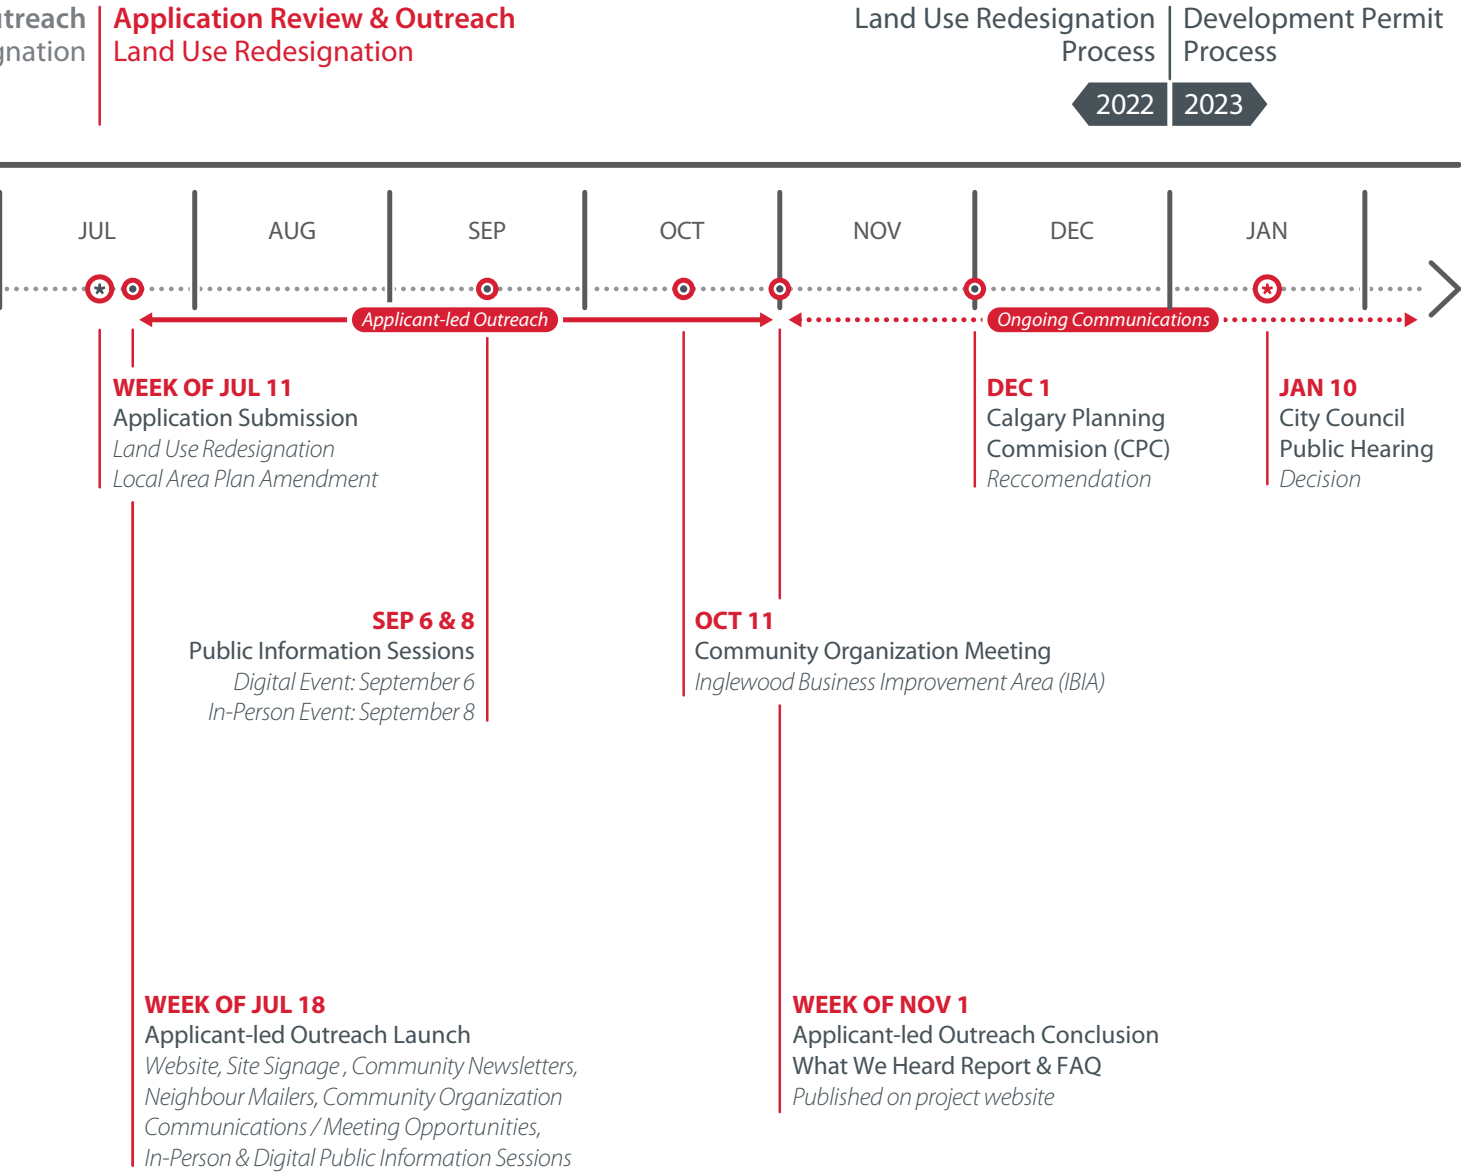 treach
gnation
Application Review & Outreach
Land Use Redesignation
Land Use Redesignation
Process
Development Permit
Process
2022
2023
JUL
AUG
SEP
OCT
NOV
DEC
JAN
Applicant-led Outreach
Ongoing Communications
WEEK OF JUL 11
Application Submission
Land Use Redesignation
Local Area Plan Amendment
DEC 1
Calgary Planning
Commision (CPC)
Reccomendation
JAN 10
City Council
Public Hearing
Decision
SEP 6 & 8
Public Information Sessions
Digital Event: September 6
In-Person Event: September 8
OCT 11
Community Organization Meeting
Inglewood Business Improvement Area (IBIA)
WEEK OF JUL 18
Applicant-led Outreach Launch
Website, Site Signage , Community Newsletters,
Neighbour Mailers, Community Organization
Communications / Meeting Opportunities,
In-Person & Digital Public Information Sessions
WEEK OF NOV 1
Applicant-led Outreach Conclusion
What We Heard Report & FAQ
Published on project website